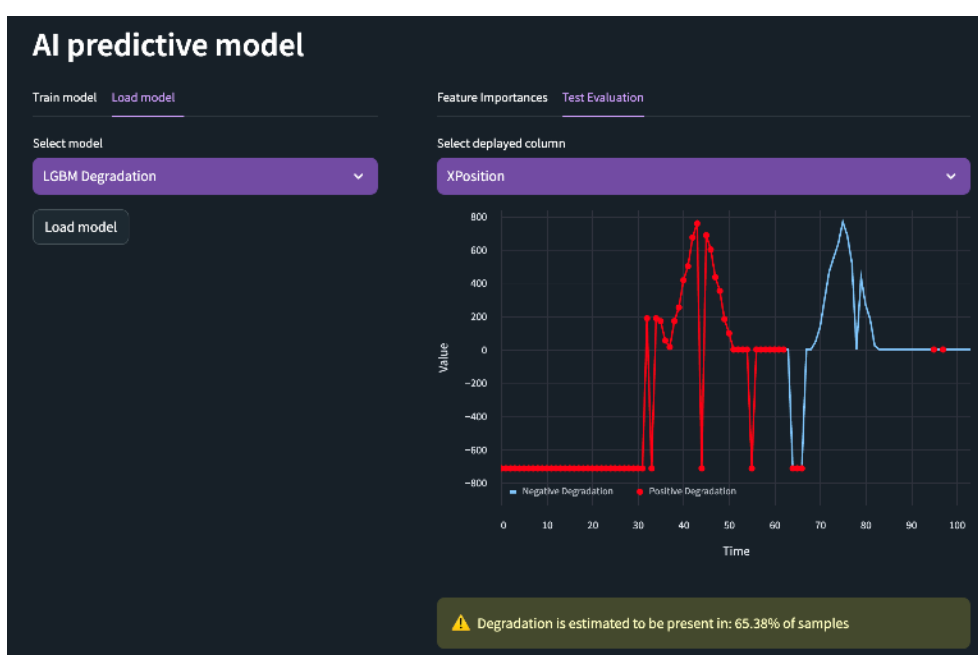 AI predictive model
Train model Load model
Select model
LGBM Degradation
Load model
Feature Importances Test Evaluation
Select deplayed column
XPosition
800
600
400
200
0
−200
−400
−600
−800
Value
Negative Degradation Positive Degradation
0 10 20 30 40 50 60 70 80 90 100
Time
Degradation is estimated to be present in: 65.38% of samples